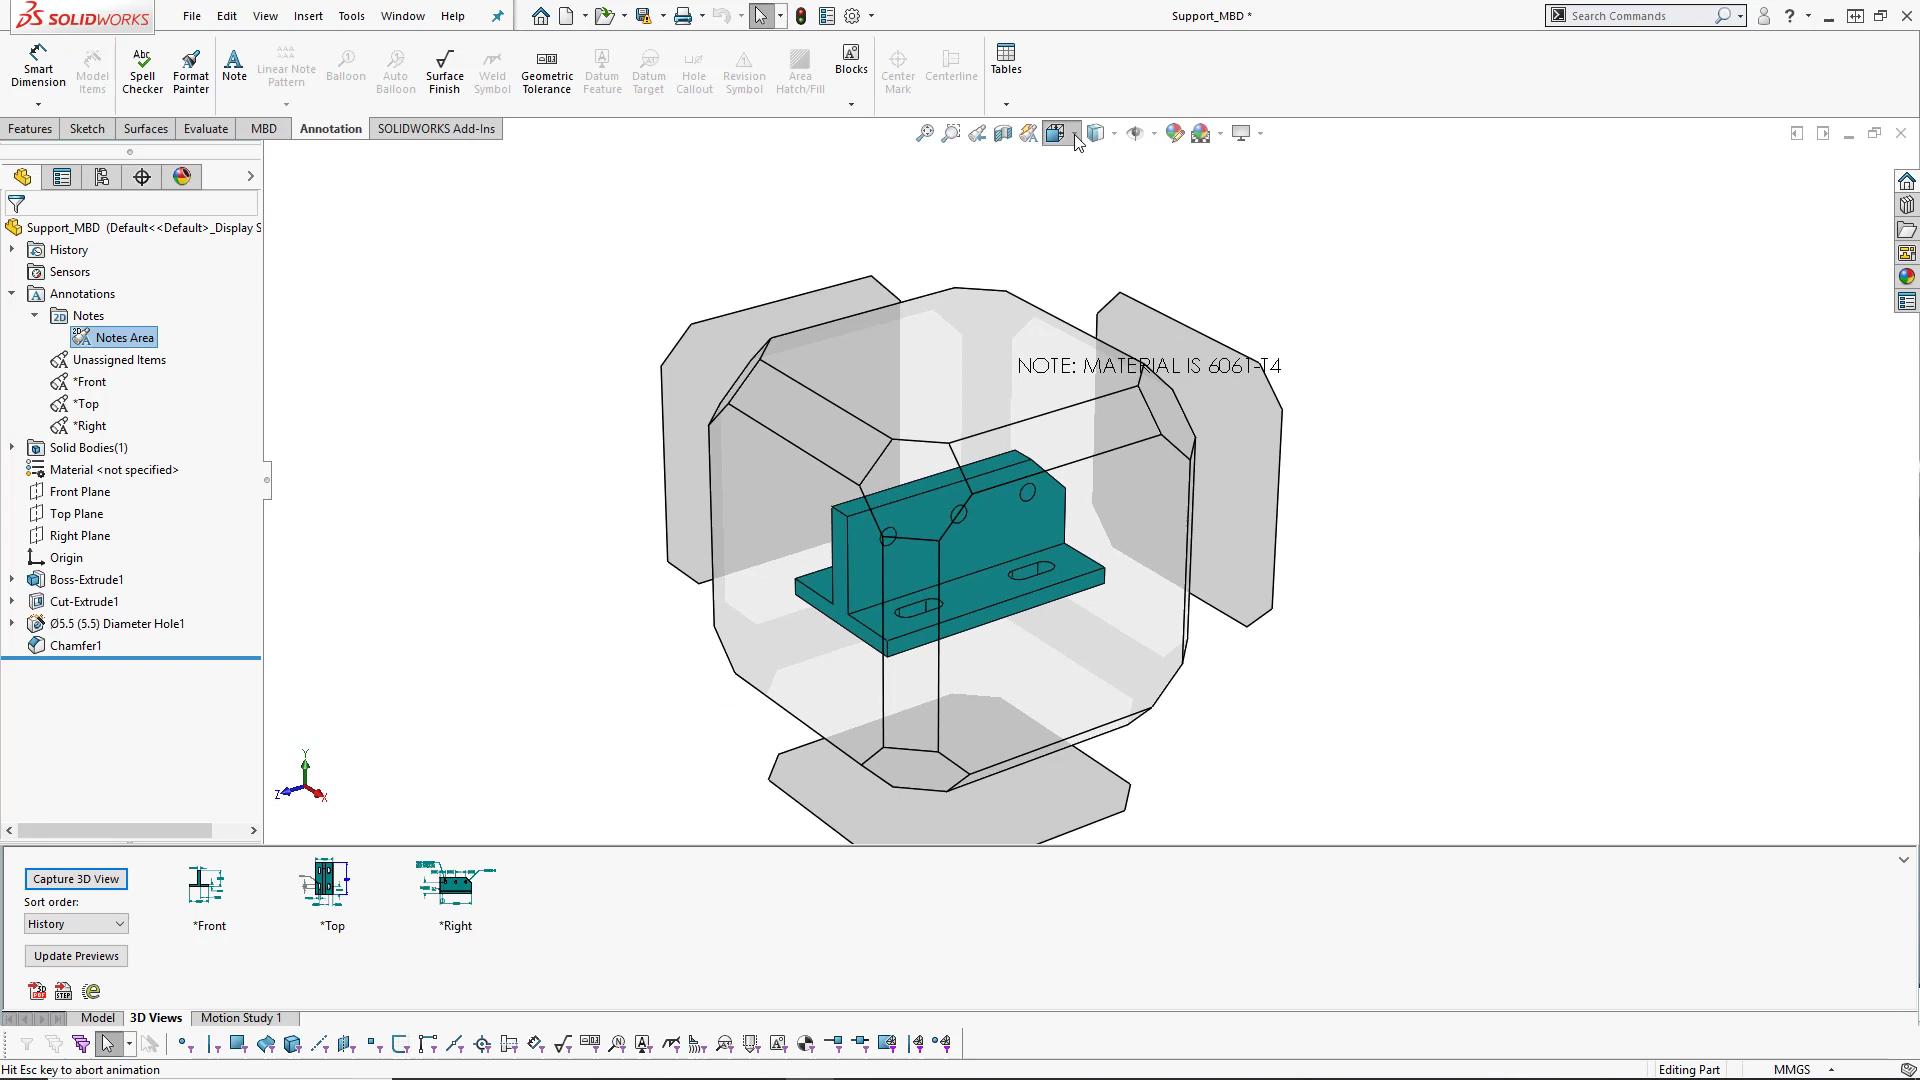 SOLIDWORKS
File Edit View Insert Tools Window Help
Support_MBD *
Search Commands
Smart Dimension
Model Items
Spell Checker
Format Painter
Note
Linear Note Pattern
Balloon
Auto Balloon
Surface Finish
Weld Symbol
Geometric Tolerance
Datum Feature
Datum Target
Hole Callout
Revision Symbol
Area Hatch/Fill
Blocks
Center Mark
Centerline
Tables
Features Sketch Surfaces Evaluate MBD Annotation SOLIDWORKS Add-Ins
Support_MBD (Default<<Default>_Display S
History
Sensors
Annotations
Notes
Notes Area
Unassigned Items
*Front
*Top
*Right
Solid Bodies(1)
Material <not specified>
Front Plane
Top Plane
Right Plane
Origin
Boss-Extrude1
Cut-Extrude1
Ø5.5 (5.5) Diameter Hole1
Chamfer1
NOTE: MATERIAL IS 6061-T4
Y
Z
X
Capture 3D View
Sort order:
History
Update Previews
*Front
*Top
*Right
Model 3D Views Motion Study 1
Hit Esc key to abort animation
Editing Part
MMGS